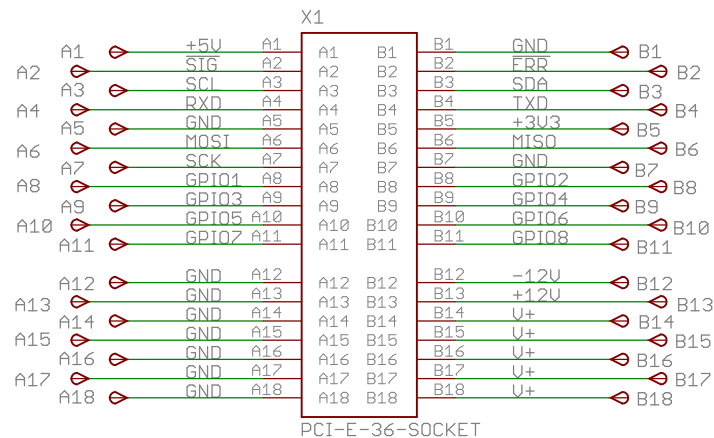 X1
A1 +5V A1 A1 B1 B1 GND B1
A2 SIG A2 A2 B2 B2 ERR B2
A3 SCL A3 A3 B3 B3 SDA B3
A4 RXD A4 A4 B4 B4 TXD B4
A5 GND A5 A5 B5 B5 +3V3 B5
A6 MOSI A6 A6 B6 B6 MISO B6
A7 SCK A7 A7 B7 B7 GND B7
A8 GPIO1 A8 A8 B8 B8 GPIO2 B8
A9 GPIO3 A9 A9 B9 B9 GPIO4 B9
A10 GPIO5 A10 A10 B10 B10 GPIO6 B10
A11 GPIO7 A11 A11 B11 B11 GPIO8 B11
A12 GND A12 A12 B12 B12 -12V B12
A13 GND A13 A13 B13 B13 +12V B13
A14 GND A14 A14 B14 B14 V+ B14
A15 GND A15 A15 B15 B15 V+ B15
A16 GND A16 A16 B16 B16 V+ B16
A17 GND A17 A17 B17 B17 V+ B17
A18 GND A18 A18 B18 B18 V+ B18
PCI-E-36-SOCKET